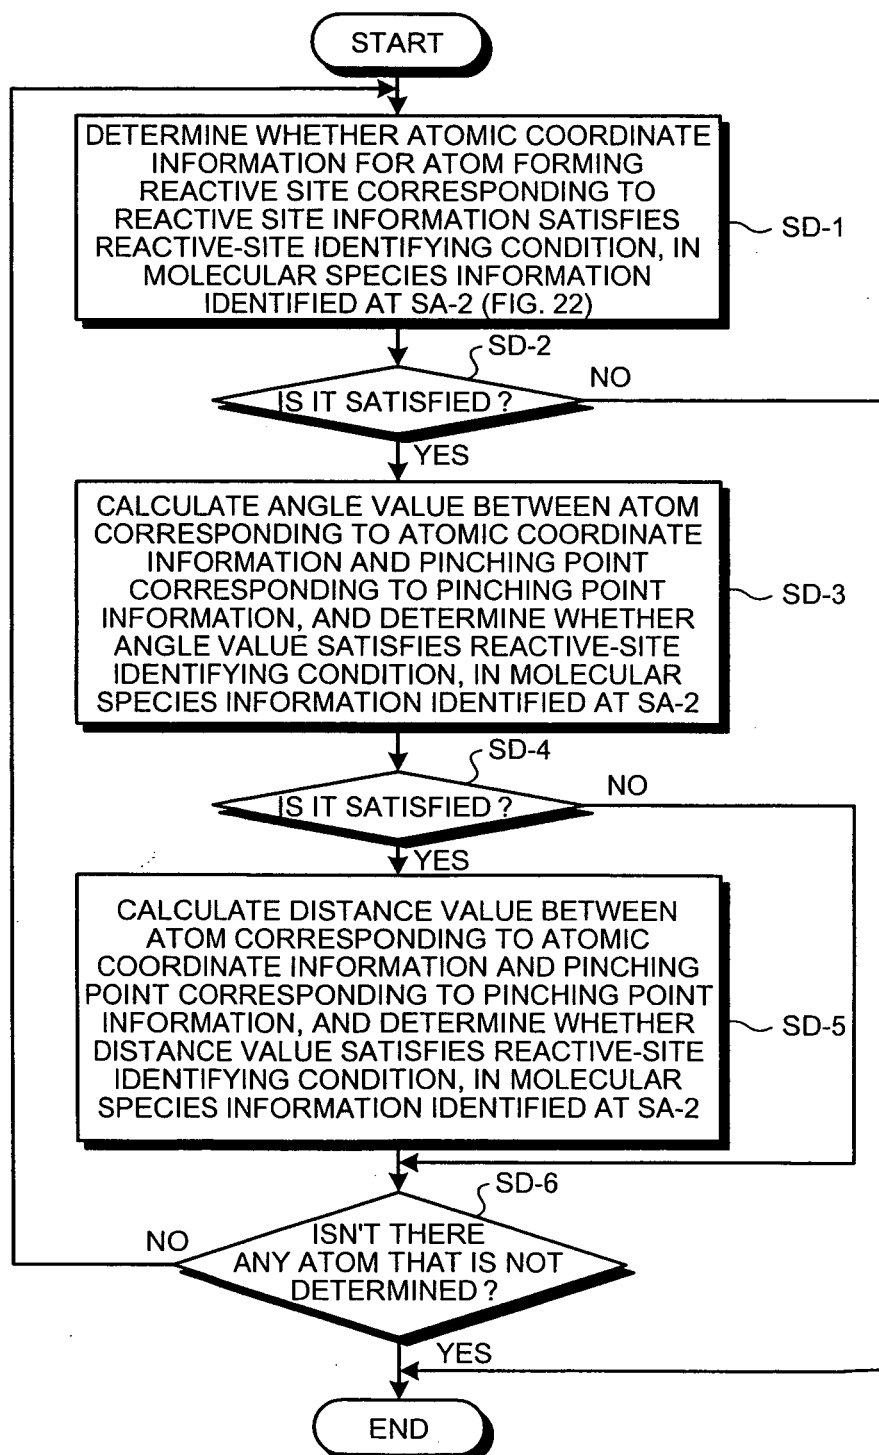 START
DETERMINE WHETHER ATOMIC COORDINATE
INFORMATION FOR ATOM FORMING
REACTIVE SITE CORRESPONDING TO
REACTIVE SITE INFORMATION SATISFIES
REACTIVE-SITE IDENTIFYING CONDITION, IN
MOLECULAR SPECIES INFORMATION
IDENTIFIED AT SA-2 (FIG. 22)
SD-1
SD-2
IS IT SATISFIED ?
NO
YES
CALCULATE ANGLE VALUE BETWEEN ATOM
CORRESPONDING TO ATOMIC COORDINATE
INFORMATION AND PINCHING POINT
CORRESPONDING TO PINCHING POINT
INFORMATION, AND DETERMINE WHETHER
ANGLE VALUE SATISFIES REACTIVE-SITE
IDENTIFYING CONDITION, IN MOLECULAR
SPECIES INFORMATION IDENTIFIED AT SA-2
SD-3
SD-4
IS IT SATISFIED ?
NO
YES
CALCULATE DISTANCE VALUE BETWEEN
ATOM CORRESPONDING TO ATOMIC
COORDINATE INFORMATION AND PINCHING
POINT CORRESPONDING TO PINCHING POINT
INFORMATION, AND DETERMINE WHETHER
DISTANCE VALUE SATISFIES REACTIVE-SITE
IDENTIFYING CONDITION, IN MOLECULAR
SPECIES INFORMATION IDENTIFIED AT SA-2
SD-5
SD-6
NO
ISN'T THERE
ANY ATOM THAT IS NOT
DETERMINED ?
YES
END